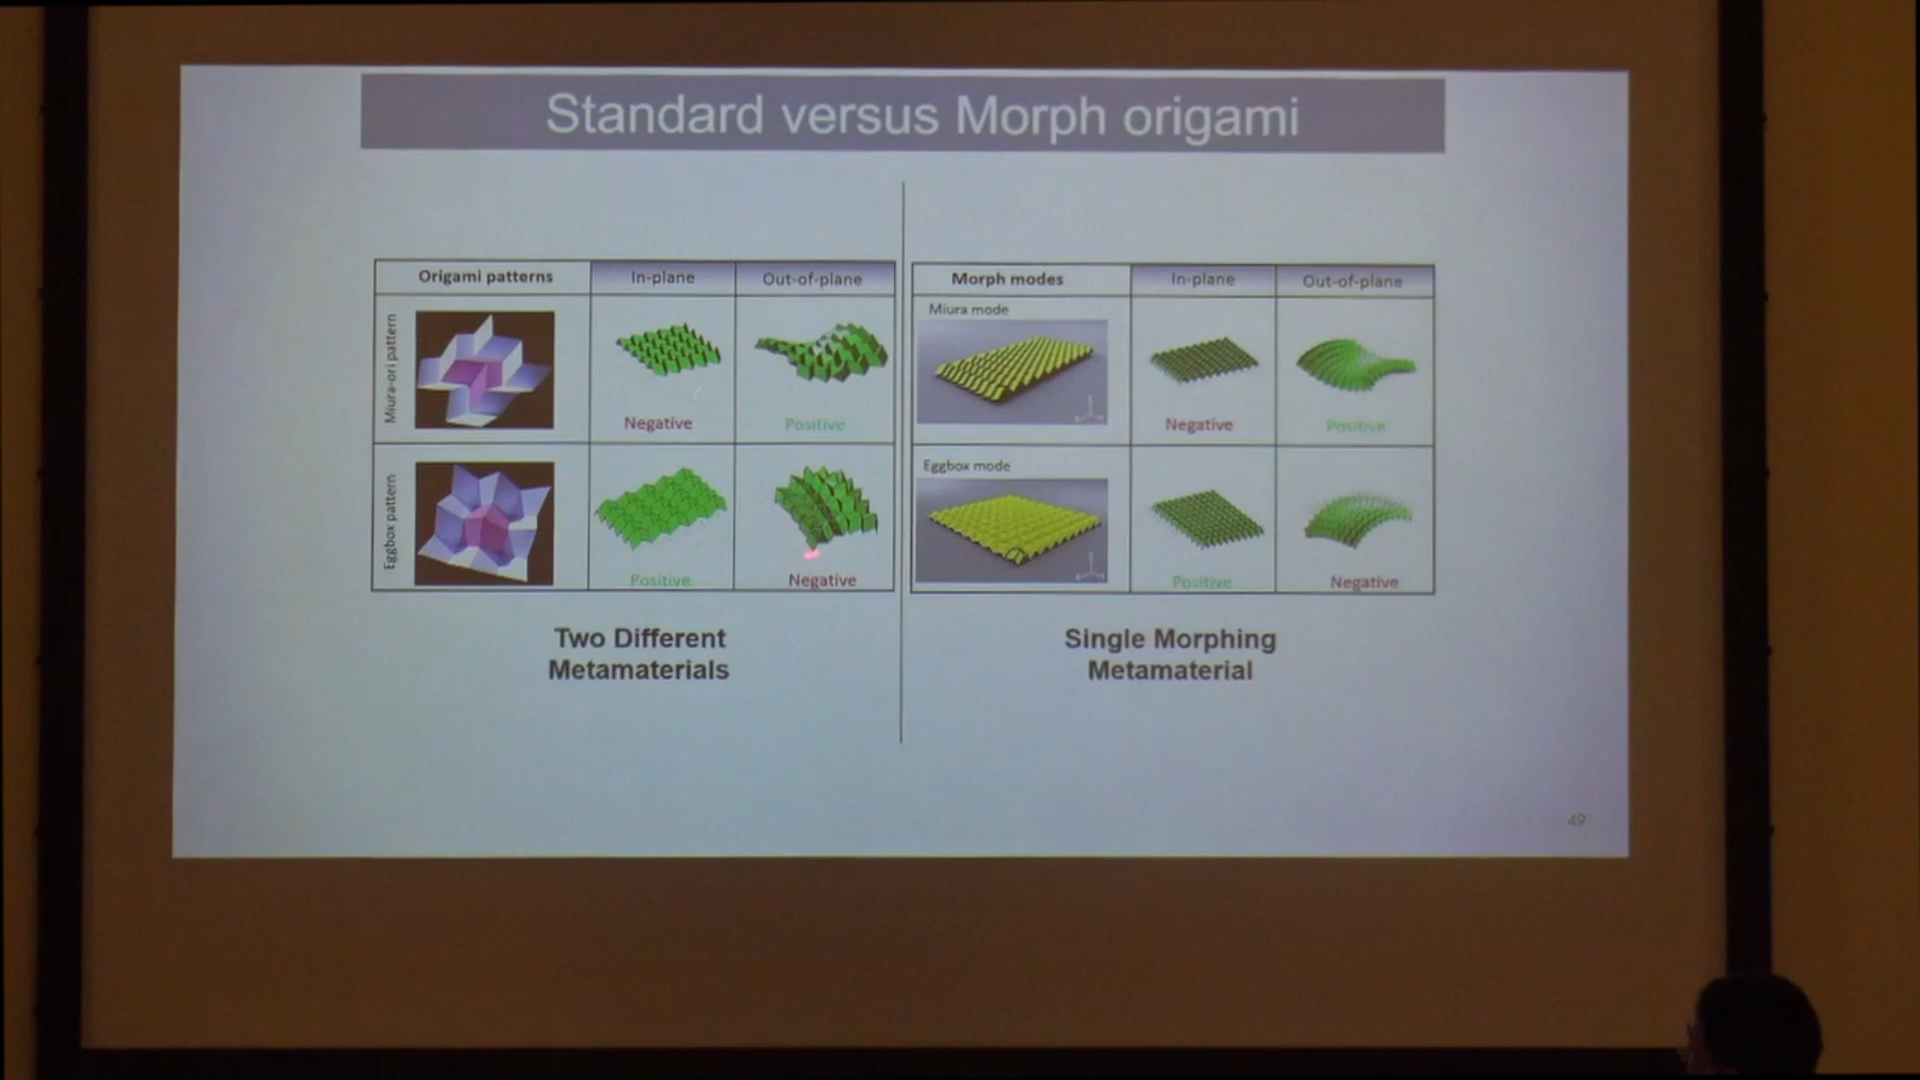 Standard versus Morph origami
Origami patterns
In-plane
Out-of-plane
Miura-ori pattern
Negative
Positive
Eggbox pattern
Positive
Negative
Two Different
Metamaterials
Morph modes
In-plane
Out-of-plane
Miura mode
Negative
Positive
Eggbox mode
Positive
Negative
Single Morphing
Metamaterial
49